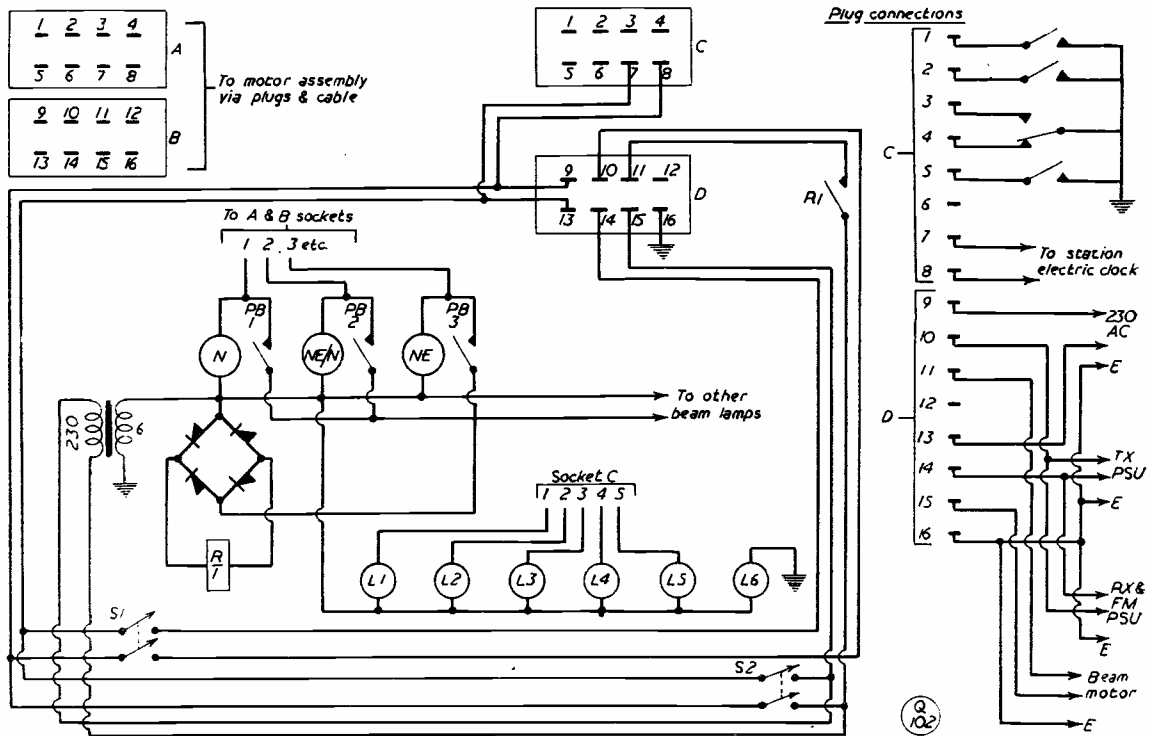 1 2 3 4
5 6 7 8
A
9 10 11 12
13 14 15 16
B
To motor assembly
via plugs & cable
1 2 3 4
5 6 7 8
C
9 10 11 12
13 14 15 16
D
R1
To A & B sockets
1 2 3 etc.
PB
1
PB
2
PB
3
N
NE/N
NE
230
6
To other
beam lamps
R
1
Socket C
1 2 3 4 5
L1 L2 L3 L4 L5 L6
S1
S2
Plug connections
C
1
2
3
4
5
6
7
8
To station
electric clock
D
9
10
11
12
13
14
15
16
230
AC
E
TX
PSU
E
RX &
FM
PSU
E
Beam
motor
E
Q
102